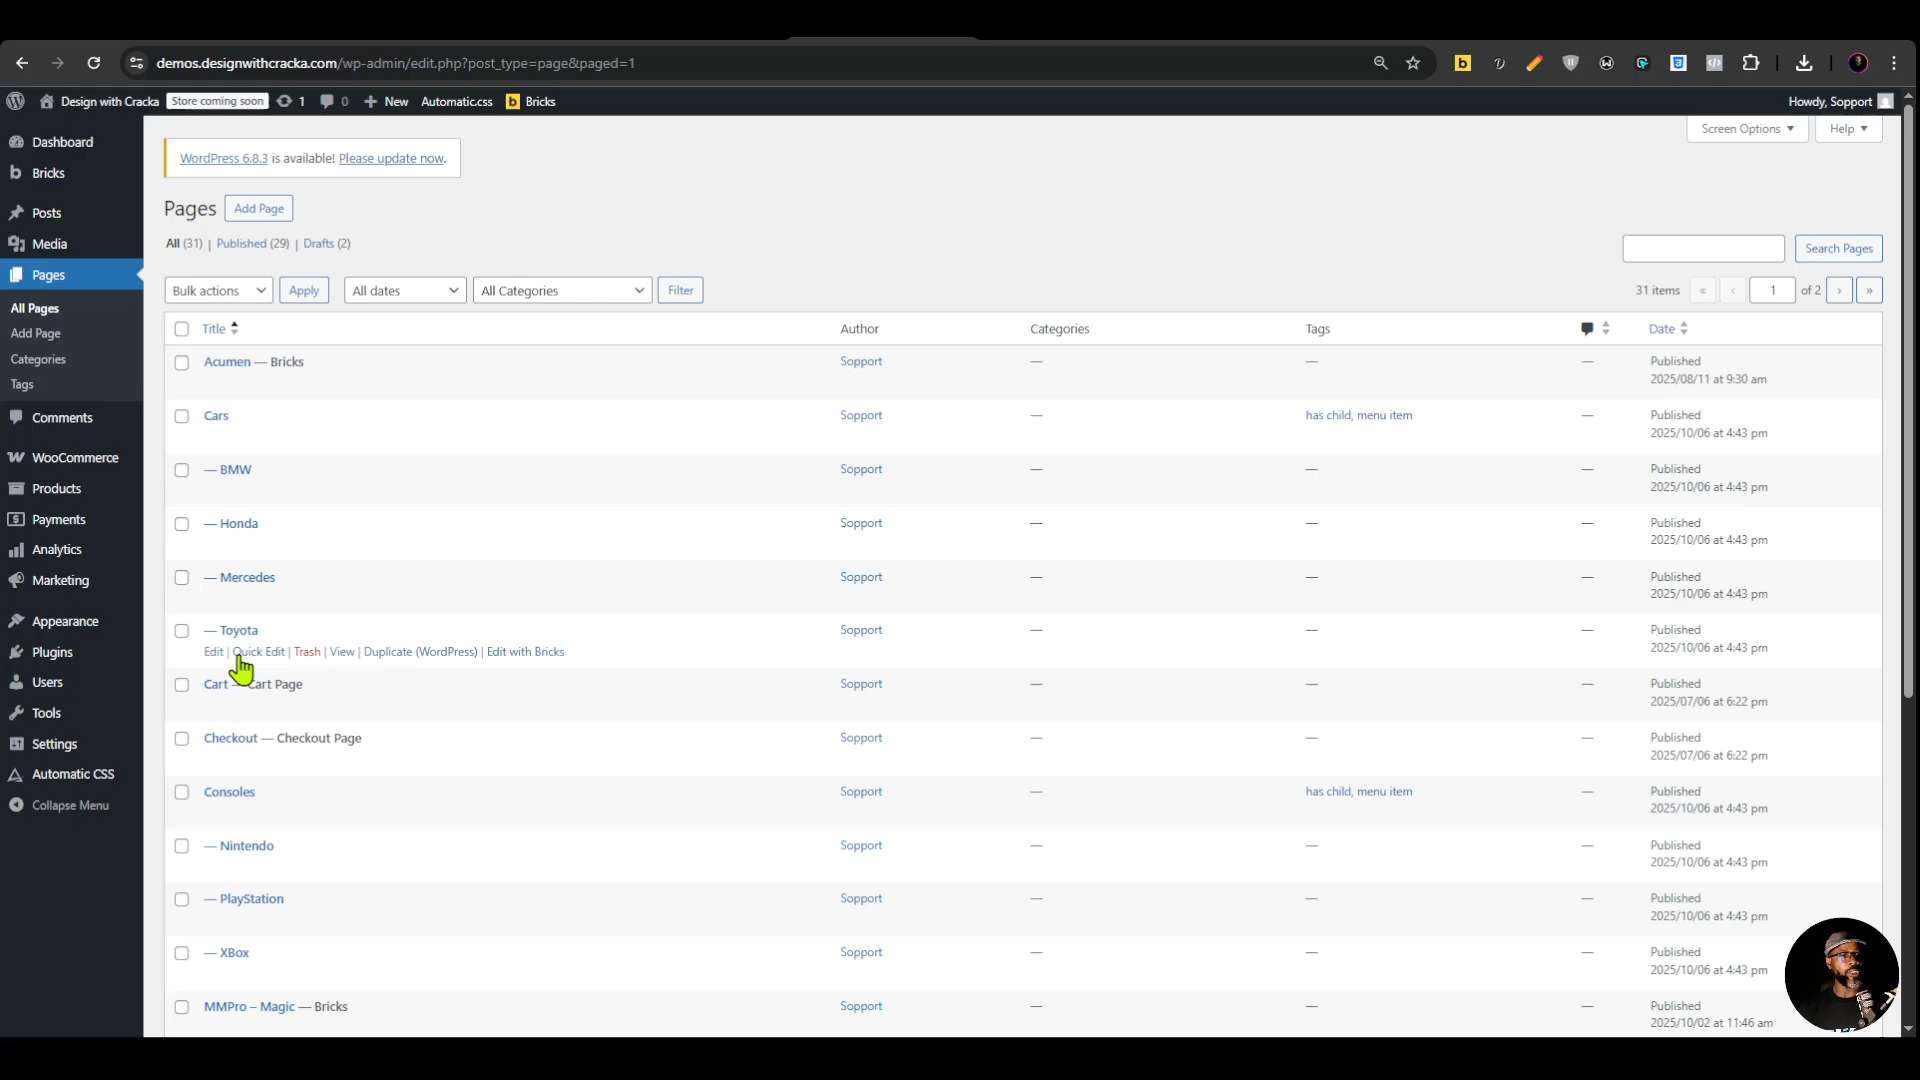 demos.designwithcracka.com/wp-admin/edit.php?post_type=page&paged=1
Design with Cracka Store coming soon 1 0 New Automatic.css Bricks Howdy, Sopport
Screen Options Help
Dashboard
Bricks
Posts
Media
Pages
All Pages
Add Page
Categories
Tags
Comments
WooCommerce
Products
Payments
Analytics
Marketing
Appearance
Plugins
Users
Tools
Settings
Automatic CSS
Collapse Menu
WordPress 6.8.3 is available! Please update now.
Pages Add Page
All (31) | Published (29) | Drafts (2)
Search Pages
Bulk actions Apply All dates All Categories Filter 31 items « ‹ 1 of 2 › »
Title Author Categories Tags Date
Acumen — Bricks Sopport — — — Published
2025/08/11 at 9:30 am
Cars Sopport — has child, menu item — Published
2025/10/06 at 4:43 pm
— BMW Sopport — — — Published
2025/10/06 at 4:43 pm
— Honda Sopport — — — Published
2025/10/06 at 4:43 pm
— Mercedes Sopport — — — Published
2025/10/06 at 4:43 pm
— Toyota Sopport — — — Published
Edit | Quick Edit | Trash | View | Duplicate (WordPress) | Edit with Bricks 2025/10/06 at 4:43 pm
Cart — Cart Page Sopport — — — Published
2025/07/06 at 6:22 pm
Checkout — Checkout Page Sopport — — — Published
2025/07/06 at 6:22 pm
Consoles Sopport — has child, menu item — Published
2025/10/06 at 4:43 pm
— Nintendo Sopport — — — Published
2025/10/06 at 4:43 pm
— PlayStation Sopport — — — Published
2025/10/06 at 4:43 pm
— XBox Sopport — — — Published
2025/10/06 at 4:43 pm
MMPro – Magic — Bricks Sopport — — — Published
2025/10/02 at 11:46 am